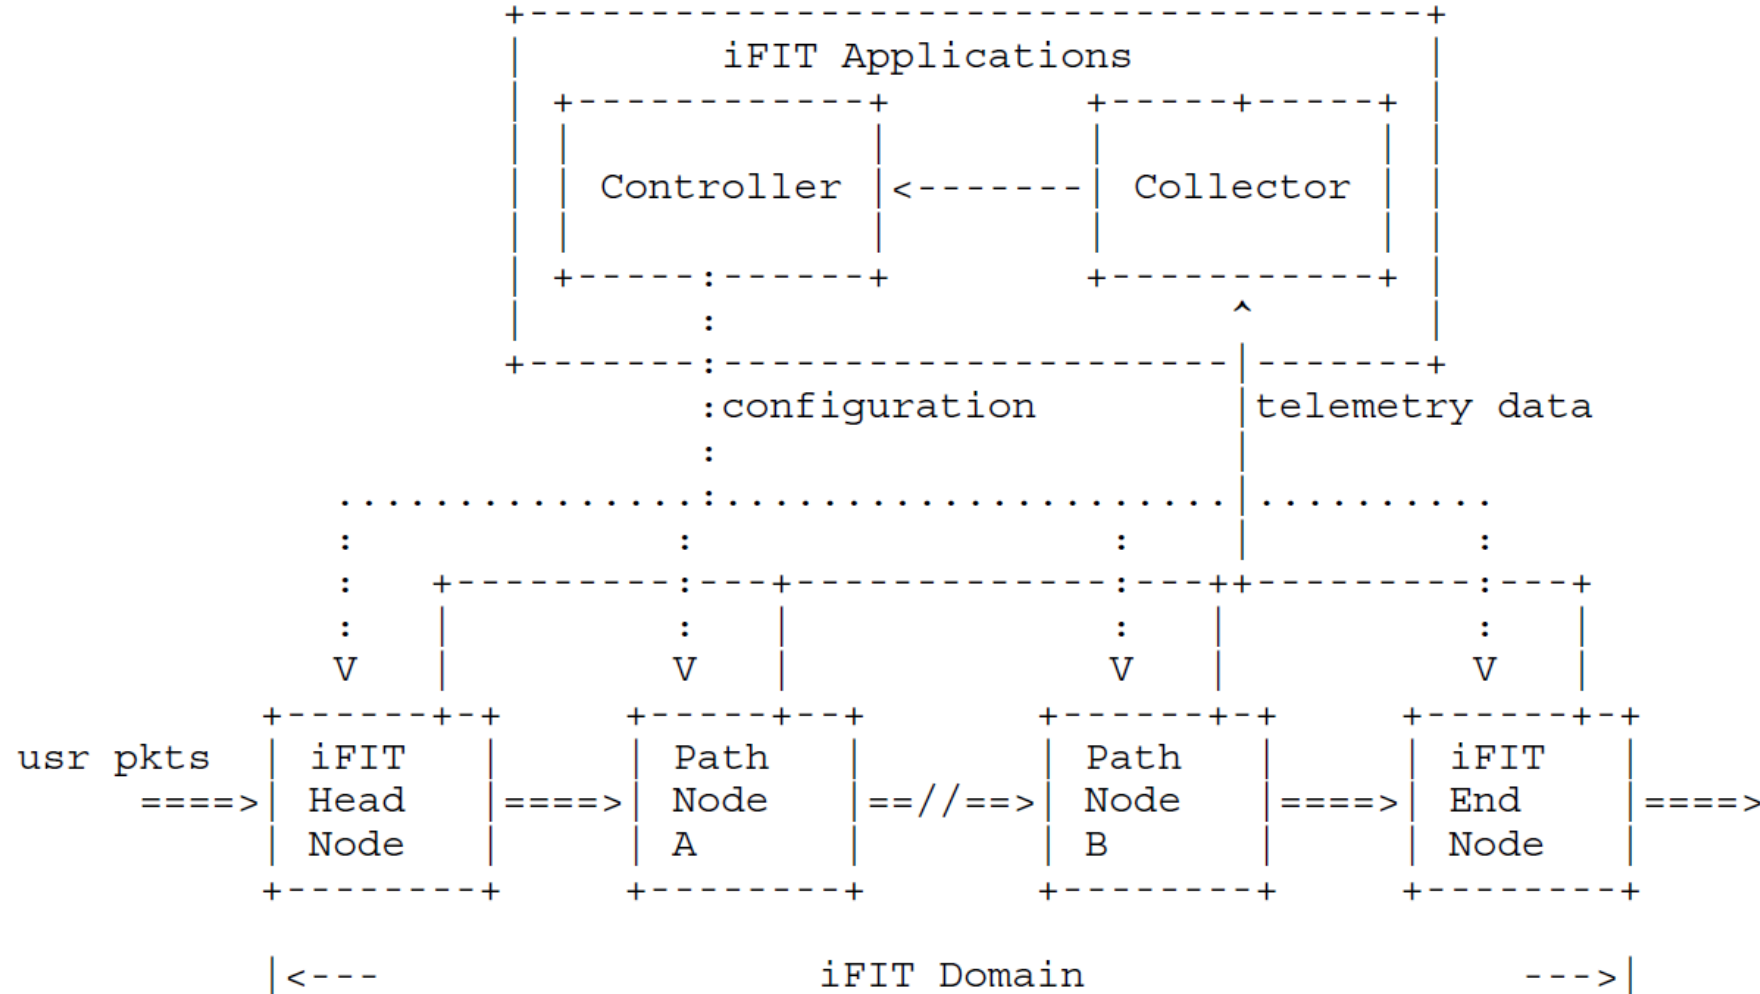 iFIT Applications
Controller Collector
configuration telemetry data
V V V V
usr pkts iFIT Path Path iFIT
====> Head ====> Node ==//==> Node ====> End ====>
Node A B Node
|<--- iFIT Domain --->|